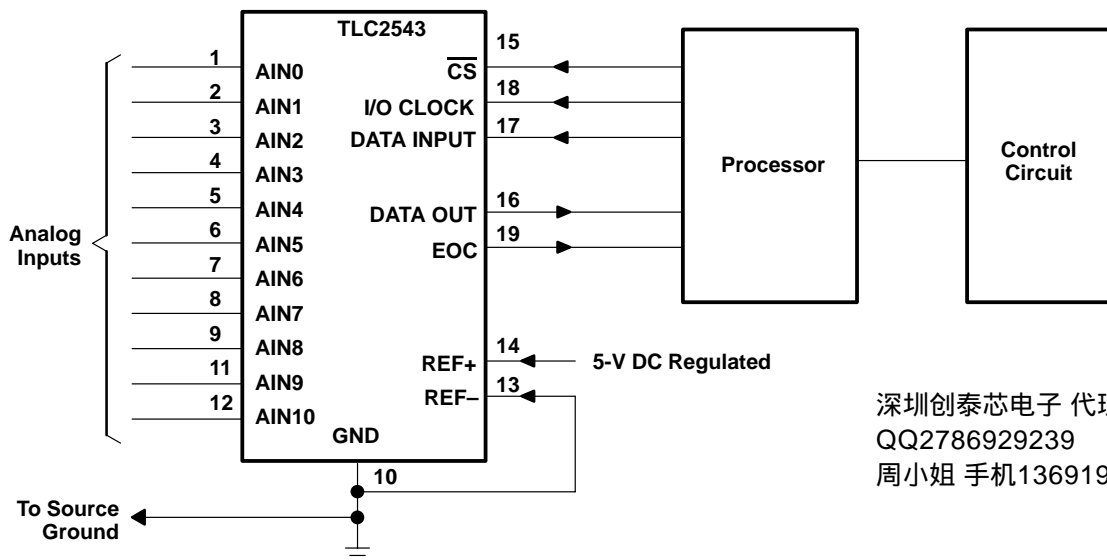 TLC2543
Analog
Inputs
1
AIN0
2
AIN1
3
AIN2
4
AIN3
5
AIN4
6
AIN5
7
AIN6
8
AIN7
9
AIN8
11
AIN9
12
AIN10
15
CS
18
I/O CLOCK
17
DATA INPUT
16
DATA OUT
19
EOC
14
REF+
5-V DC Regulated
13
REF–
GND
10
To Source
Ground
Processor
Control
Circuit
深圳创泰芯电子 代理
QQ2786929239
周小姐 手机136919